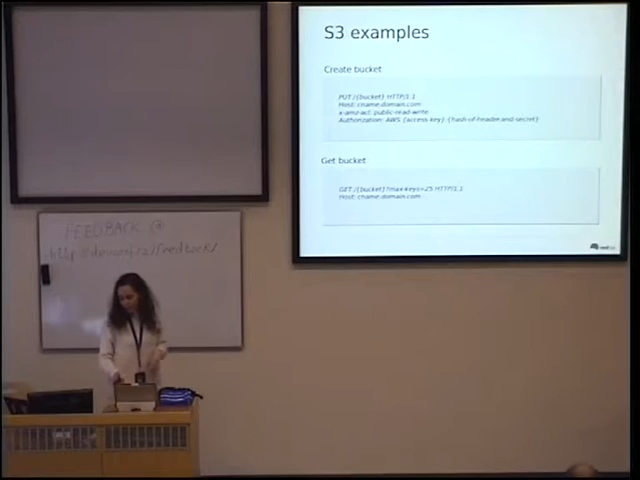 S3 examples
Create bucket
PUT /{bucket} HTTP/1.1
Host: cname.domain.com
x-amz-acl: public-read-write
Authorization: AWS {access-key}:{hash-of-header-and-secret}
Get bucket
GET /{bucket}?max-keys=25 HTTP/1.1
Host: cname.domain.com
FEEDBACK @